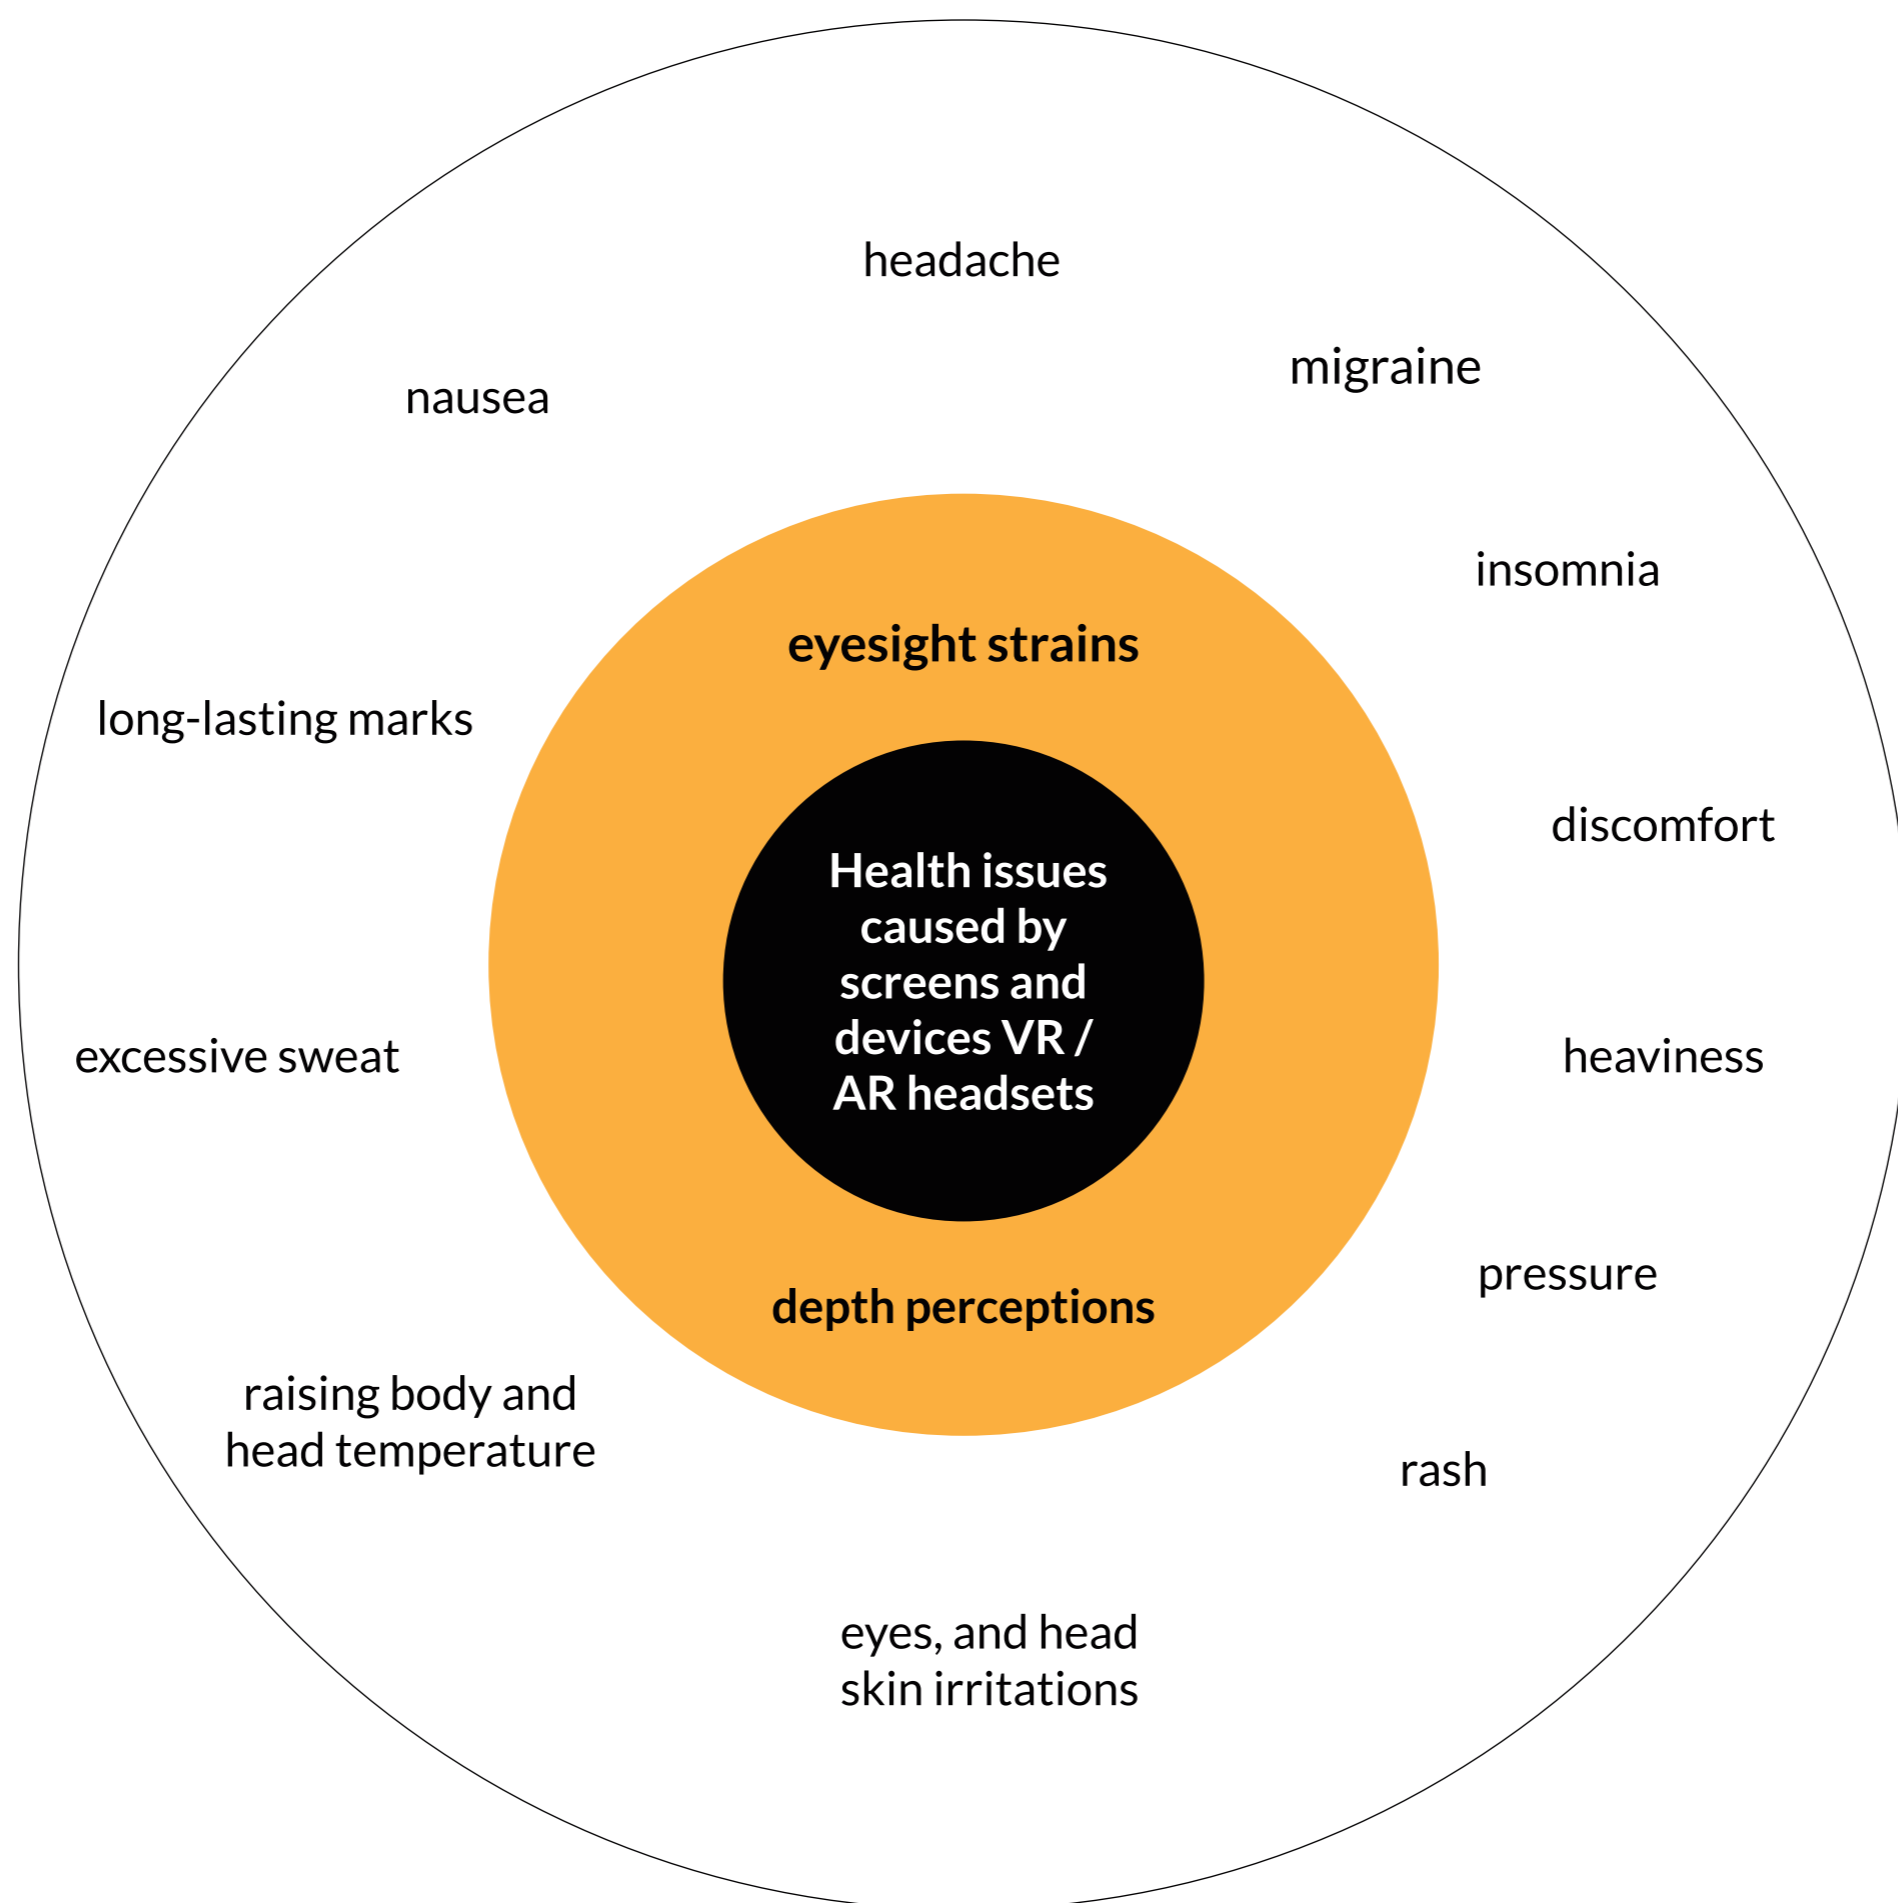 headache
migraine
nausea
insomnia
eyesight strains
long-lasting marks
discomfort
Health issues
caused by
screens and
devices VR /
AR headsets
excessive sweat
heaviness
pressure
depth perceptions
raising body and
head temperature
rash
eyes, and head
skin irritations